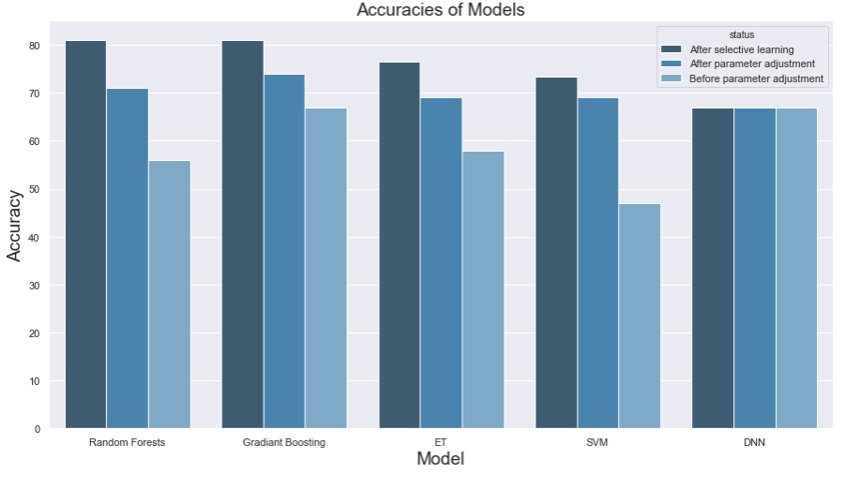 Accuracies of Models
status
After selective learning
After parameter adjustment
Before parameter adjustment
80
70
60
50
40
30
20
10
0
Accuracy
Random Forests
Gradiant Boosting
ET
SVM
DNN
Model